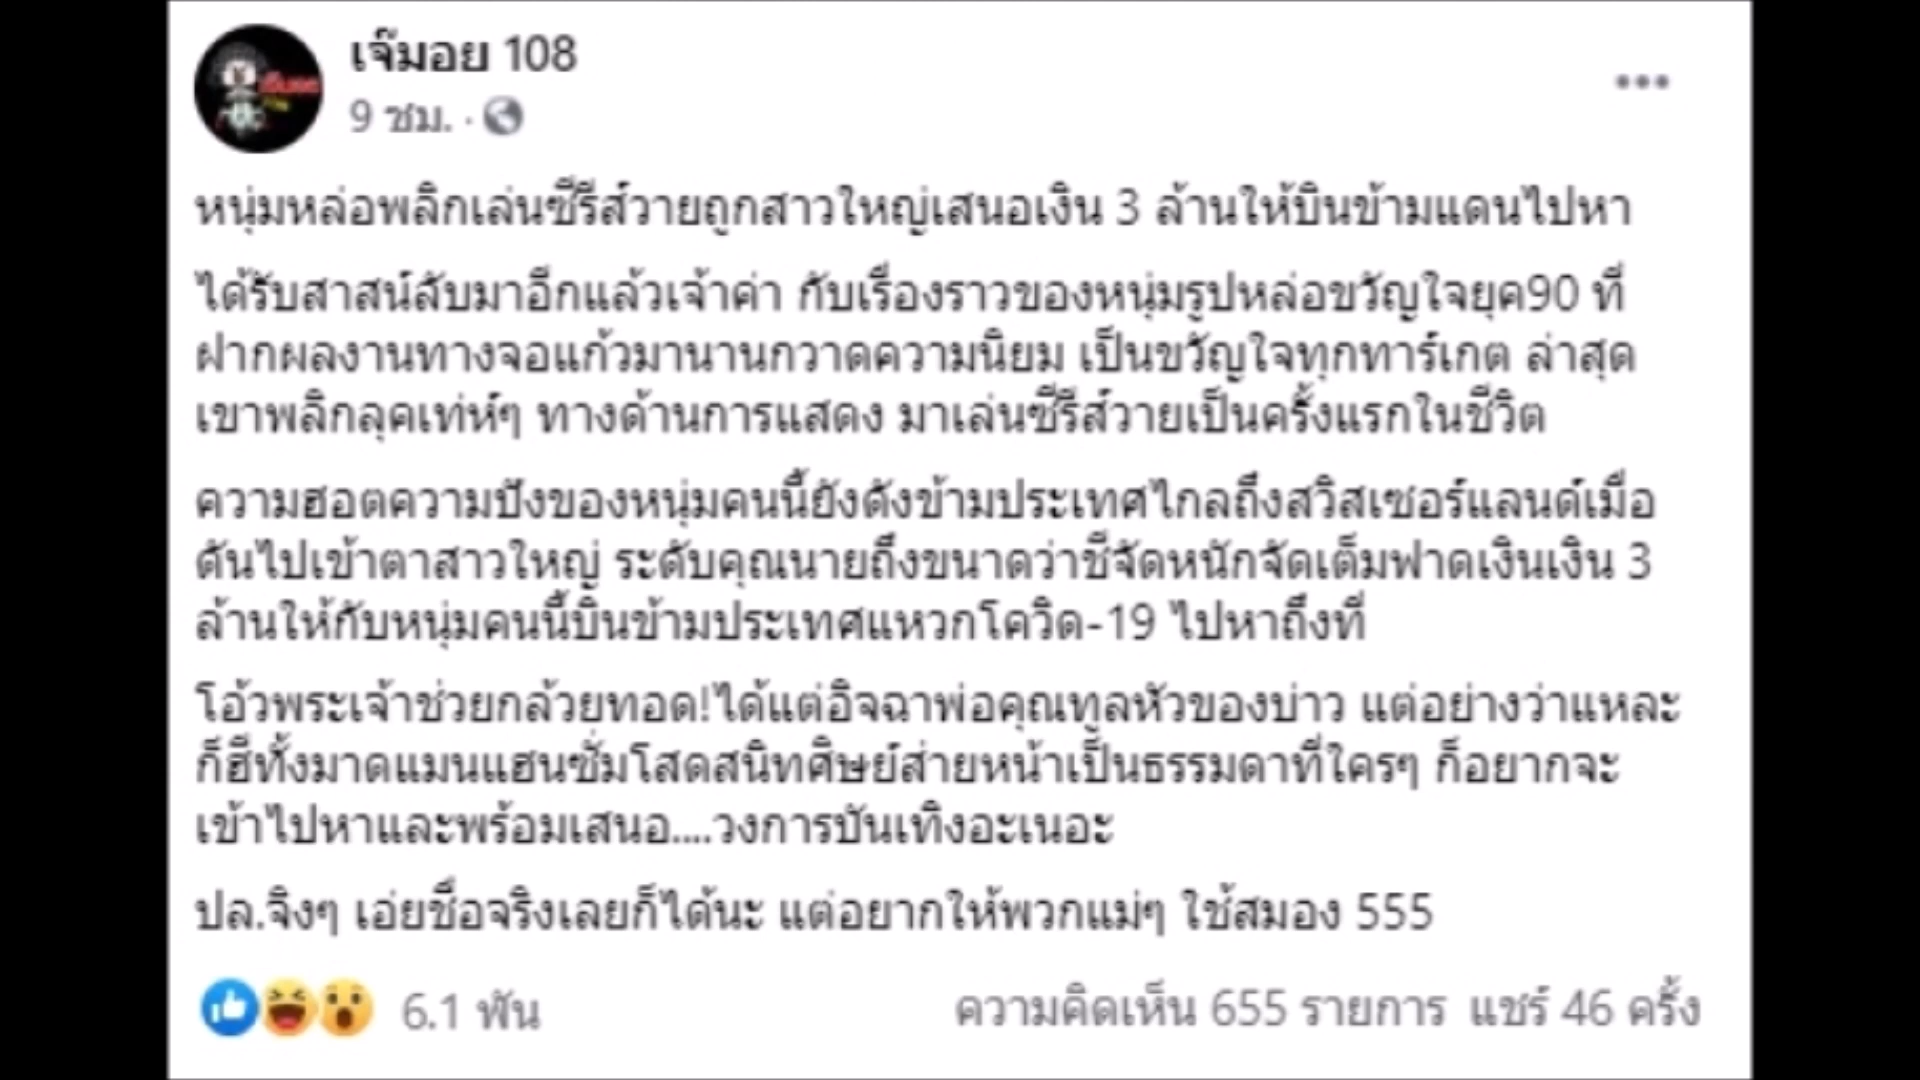 เจ๊มอย 108
9 ชม. ·
หนุ่มหล่อพลิกเล่นซีรีส์วายถูกสาวใหญ่เสนอเงิน 3 ล้านให้บินข้ามแดนไปหา
ได้รับสาสน์ลับมาอีกแล้วเจ้าค่า กับเรื่องราวของหนุ่มรูปหล่อขวัญใจยุค90 ที่
ฝากผลงานทางจอแก้วมานานกวาดความนิยม เป็นขวัญใจทุกทาร์เกต ล่าสุด
เขาพลิกลุคเท่ห์ๆ ทางด้านการแสดง มาเล่นซีรีส์วายเป็นครั้งแรกในชีวิต
ความฮอตความปังของหนุ่มคนนี้ยังดังข้ามประเทศไกลถึงสวิสเซอร์แลนด์เมื่อ
ดันไปเข้าตาสาวใหญ่ ระดับคุณนายถึงขนาดว่าชีจัดหนักจัดเต็มฟาดเงินเงิน 3
ล้านให้กับหนุ่มคนนี้บินข้ามประเทศแหวกโควิด-19 ไปหาถึงที่
โอ้วพระเจ้าช่วยกล้วยทอด!ได้แต่อิจฉาพ่อคุณทูลหัวของบ่าว แต่อย่างว่าแหละ
ก็ฮีทั้งมาดแมนแฮนซั่มโสดสนิทศิษย์ส่ายหน้าเป็นธรรมดาที่ใครๆ ก็อยากจะ
เข้าไปหาและพร้อมเสนอ....วงการบันเทิงอะเนอะ
ปล.จิงๆ เอ่ยชื่อจริงเลยก็ได้นะ แต่อยากให้พวกแม่ๆ ใช้สมอง 555
6.1 พัน ความคิดเห็น 655 รายการ แชร์ 46 ครั้ง